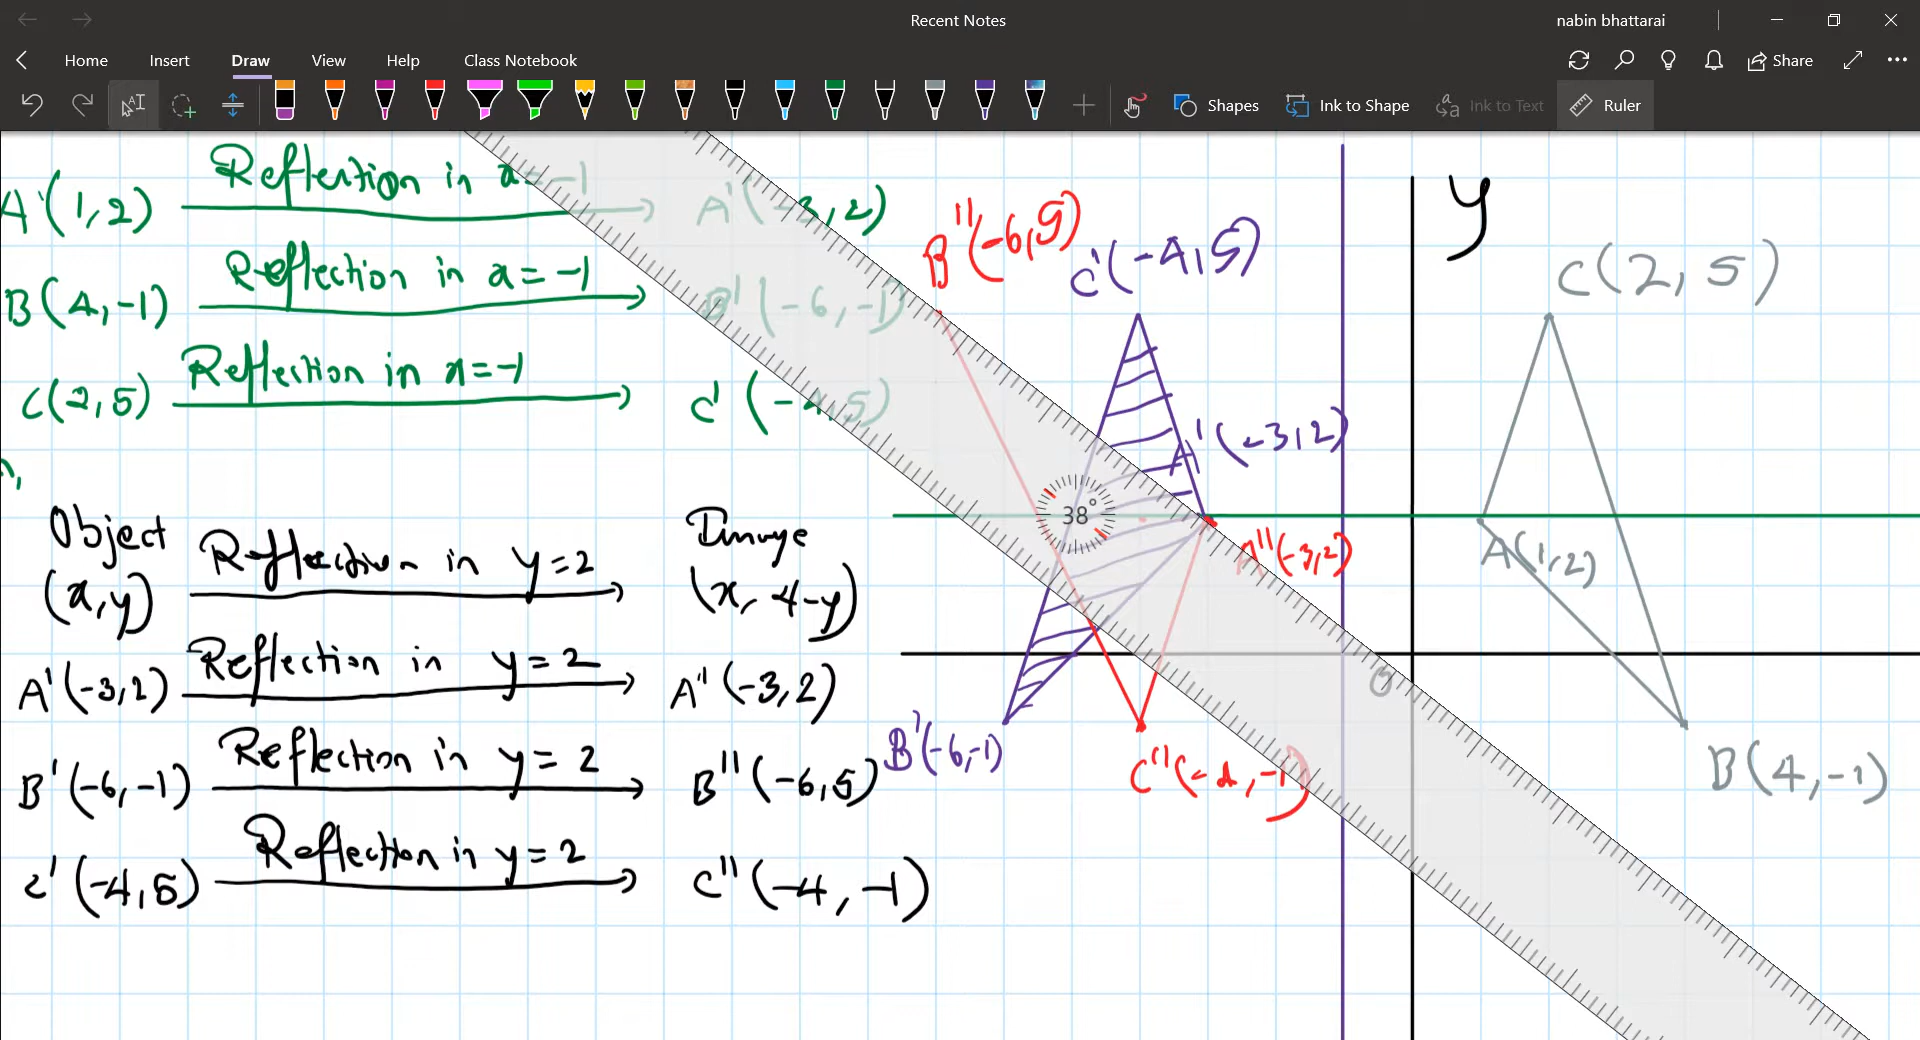 Recent Notes
nabin bhattarai
Home Insert Draw View Help Class Notebook
Share
Shapes Ink to Shape Ink to Text Ruler
A'(1,2) Reflection in x=-1 A'(-3,2)
B(4,-1) Reflection in x=-1 B'(-6,-1)
C(2,5) Reflection in x=-1 C'(-4,5)
n,
Object Reflection in y=2 Image
(x,y) (x, 4-y)
A'(-3,2) Reflection in y=2 A''(-3,2)
B'(-6,-1) Reflection in y=2 B''(-6,5)
C'(-4,5) Reflection in y=2 C''(-4,-1)
y
B''(-6,5)
C'(-4,5)
C(2,5)
A'(-3,2)
38°
A''(-3,2)
A(1,2)
O
B'(-6,-1)
C''(-4,-1)
B(4,-1)